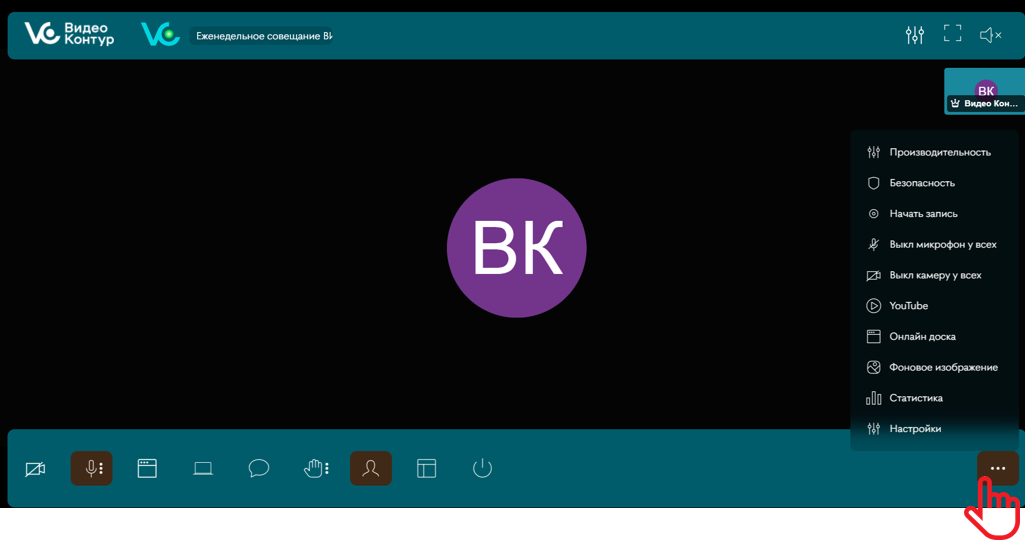 Видео
Контур
Еженедельное совещание
ВК
Видео Кон...
ВК
Производительность
Безопасность
Начать запись
Выкл микрофон у всех
Выкл камеру у всех
YouTube
Онлайн доска
Фоновое изображение
Статистика
Настройки